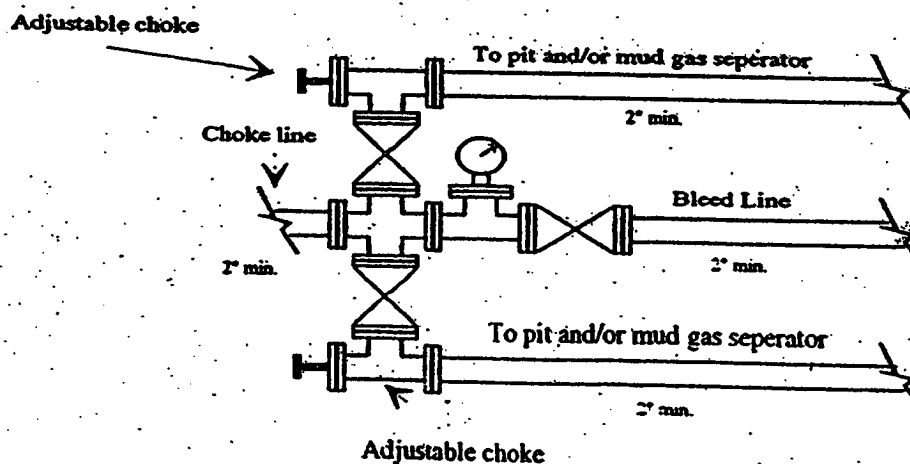 Adjustable choke
To pit and/or mud gas seperator
2" min.
Choke line
Bleed Line
2" min.
2" min.
To pit and/or mud gas seperator
2" min.
Adjustable choke